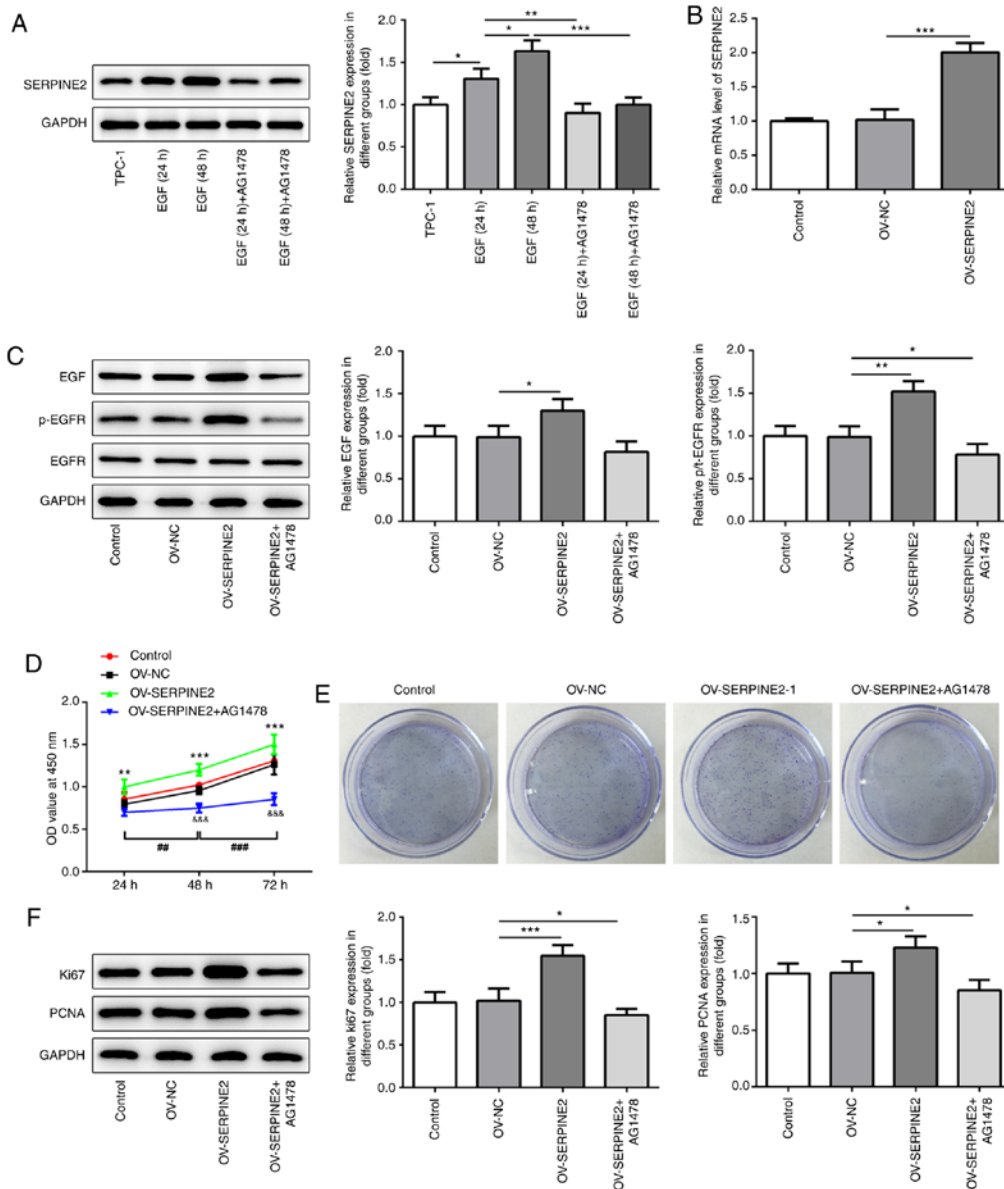 A
SERPINE2
GAPDH
TPC-1
EGF (24 h)
EGF (48 h)
EGF (24 h)+AG1478
EGF (48 h)+AG1478
Relative SERPINE2 expression in
different groups (fold)
2.0
1.5
1.0
0.5
0.0
*
*
**
***
TPC-1
EGF (24 h)
EGF (48 h)
EGF (24 h)+AG1478
EGF (48 h)+AG1478
B
Relative mRNA level of SERPINE2
2.5
2.0
1.5
1.0
0.5
0.0
***
Control
OV-NC
OV-SERPINE2
C
EGF
p-EGFR
EGFR
GAPDH
Control
OV-NC
OV-SERPINE2
OV-SERPINE2+
AG1478
Relative EGF expression in
different groups (fold)
2.0
1.5
1.0
0.5
0.0
*
Control
OV-NC
OV-SERPINE2
OV-SERPINE2+
AG1478
Relative p/t-EGFR expression in
different groups (fold)
2.0
1.5
1.0
0.5
0.0
*
**
Control
OV-NC
OV-SERPINE2
OV-SERPINE2+
AG1478
D
Control
OV-NC
OV-SERPINE2
OV-SERPINE2+AG1478
OD value at 450 nm
2.0
1.5
1.0
0.5
0.0
**
***
***
&&&
&&&
##
###
24 h
48 h
72 h
E
Control
OV-NC
OV-SERPINE2-1
OV-SERPINE2+AG1478
F
Ki67
PCNA
GAPDH
Control
OV-NC
OV-SERPINE2
OV-SERPINE2+
AG1478
Relative ki67 expression in
different groups (fold)
2.0
1.5
1.0
0.5
0.0
*
***
Control
OV-NC
OV-SERPINE2
OV-SERPINE2+
AG1478
Relative PCNA expression in
different groups (fold)
1.5
1.0
0.5
0.0
*
*
Control
OV-NC
OV-SERPINE2
OV-SERPINE2+
AG1478